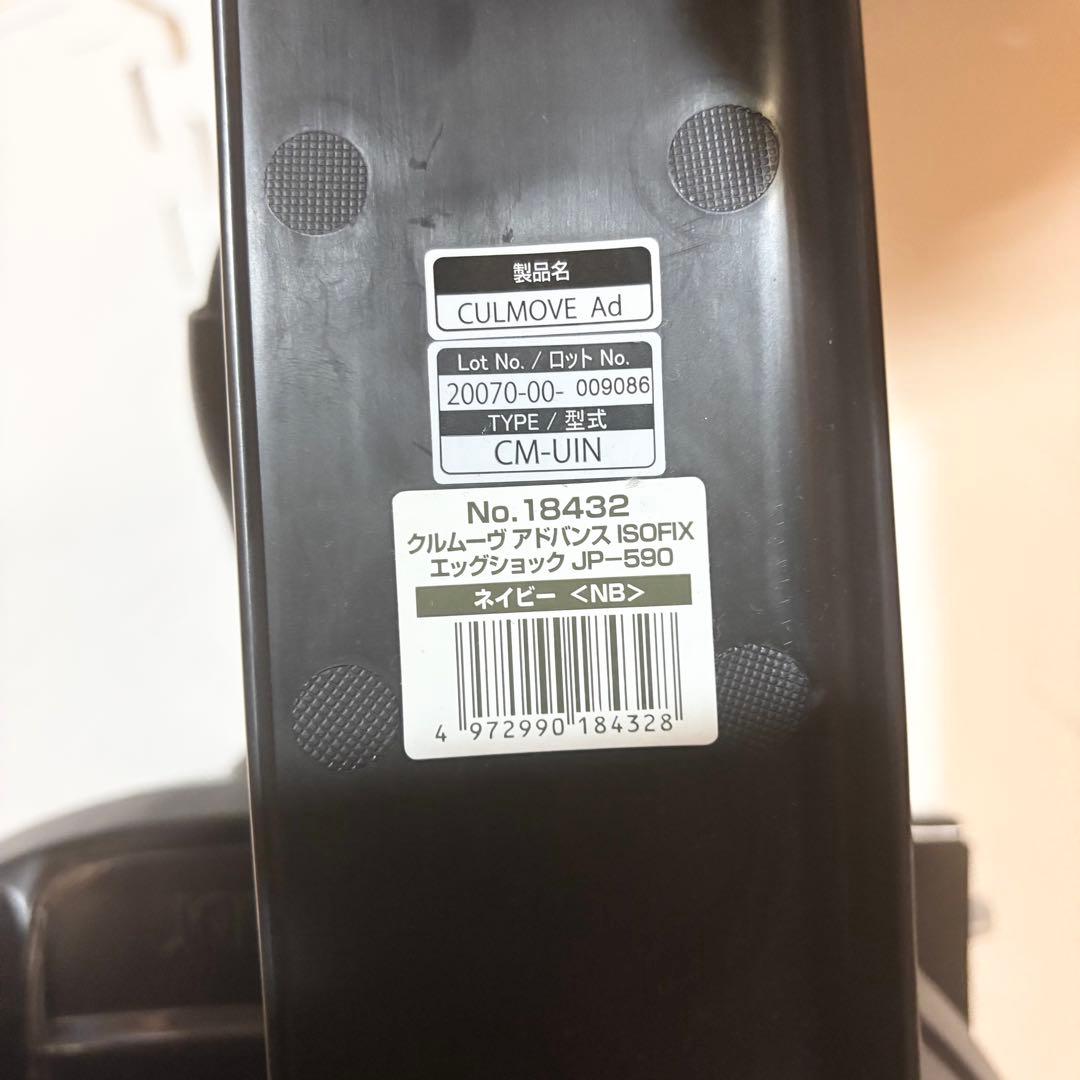 製品名
CULMOVE Ad
Lot No. / ロット No.
20070-00- 009086
TYPE / 型式
CM-UIN
No.18432
クルムーヴ アドバンス ISOFIX
エッグショック JP-590
ネイビー <NB>
4 972990 184328